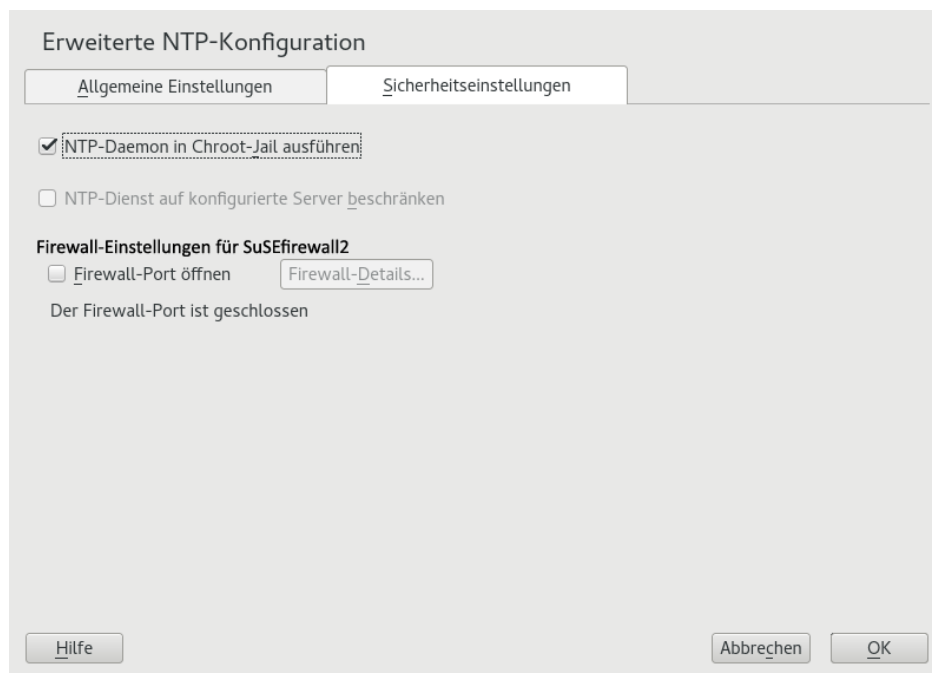 Erweiterte NTP-Konfiguration
Allgemeine Einstellungen
Sicherheitseinstellungen
NTP-Daemon in Chroot-Jail ausführen
NTP-Dienst auf konfigurierte Server beschränken
Firewall-Einstellungen für SuSEfirewall2
Firewall-Port öffnen
Firewall-Details...
Der Firewall-Port ist geschlossen
Hilfe
Abbrechen
OK